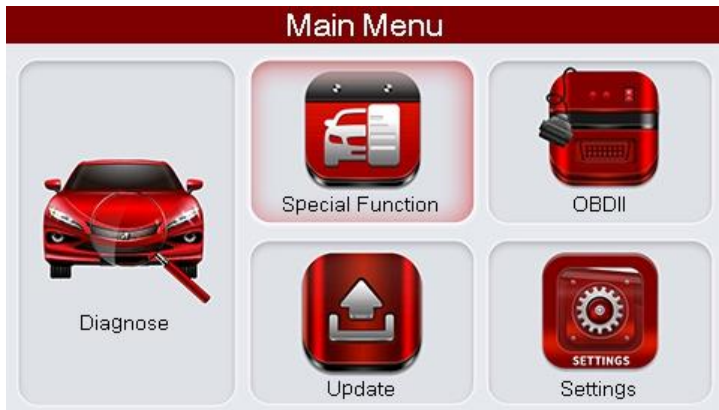 Main Menu
Diagnose
Special Function
OBDII
Update
SETTINGS
Settings